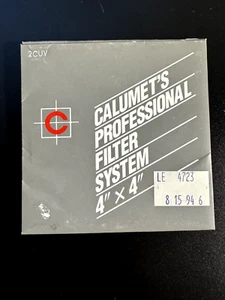 2CUV
C
CALUMET'S
PROFESSIONAL
FILTER
SYSTEM
4" × 4"
LE 4723
8 15 94 6